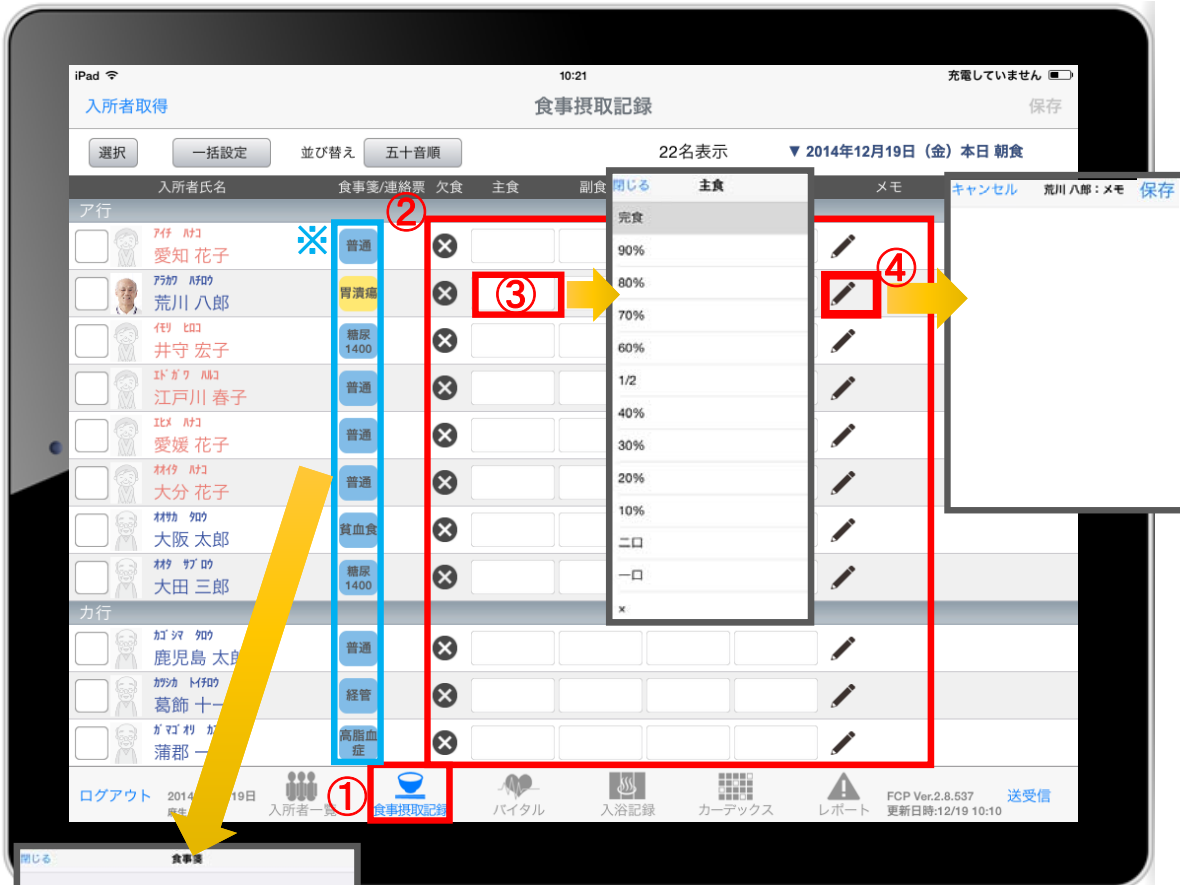 iPad 10:21 充電していません
入所者取得 食事摂取記録 保存
選択 一括設定 並び替え 五十音順 22名表示 ▼ 2014年12月19日（金）本日 朝食
入所者氏名 食事箋/連絡票 欠食 主食 副食 メモ
ア行
②
※
ｱｲﾁ ﾊﾅｺ
愛知 花子 普通
ｱﾗｶﾜ ﾊﾁﾛｳ
荒川 八郎 胃潰瘍 ③ ④
ｲﾓﾘ ﾋﾛｺ
井守 宏子 糖尿 1400
ｴﾄﾞｶﾞﾜ ﾊﾙｺ
江戸川 春子 普通
ｴﾋﾒ ﾊﾅｺ
愛媛 花子 普通
ｵｵｲﾀ ﾊﾅｺ
大分 花子 普通
ｵｵｻｶ ﾀﾛｳ
大阪 太郎 貧血食
ｵｵﾀ ｻﾌﾞﾛｳ
大田 三郎 糖尿 1400
カ行
ｶｺﾞｼﾏ ﾀﾛｳ
鹿児島 太郎 普通
ｶﾂｼｶ ﾄｲﾁﾛｳ
葛飾 十一 経管
ｶﾞﾏｺﾞｵﾘ
蒲郡 一 高脂血症
閉じる 主食
完食
90%
80%
70%
60%
1/2
40%
30%
20%
10%
二口
一口
×
キャンセル 荒川 八郎：メモ 保存
ログアウト 2014 19日 入所者一覧 ① 食事摂取記録 バイタル 入浴記録 カーデックス レポート FCP Ver.2.8.537 送受信
更新日時:12/19 10:10
閉じる 食事箋